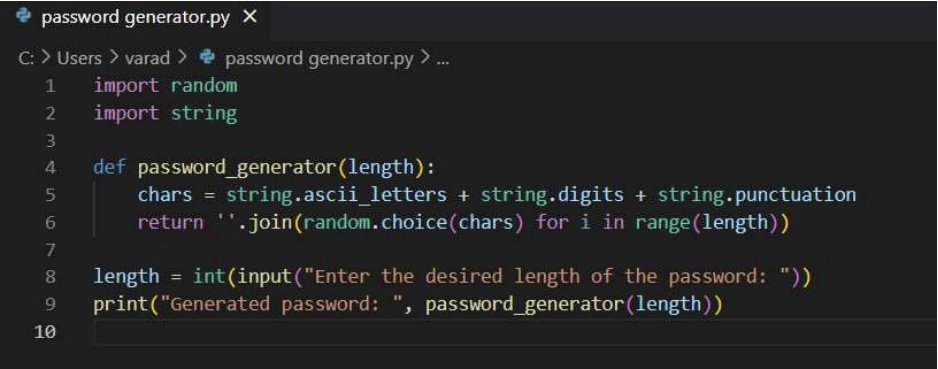 password generator.py ×
C: > Users > varad > password generator.py > ...
1 import random
2 import string
3
4 def password_generator(length):
5     chars = string.ascii_letters + string.digits + string.punctuation
6     return ''.join(random.choice(chars) for i in range(length))
7
8 length = int(input("Enter the desired length of the password: "))
9 print("Generated password: ", password_generator(length))
10